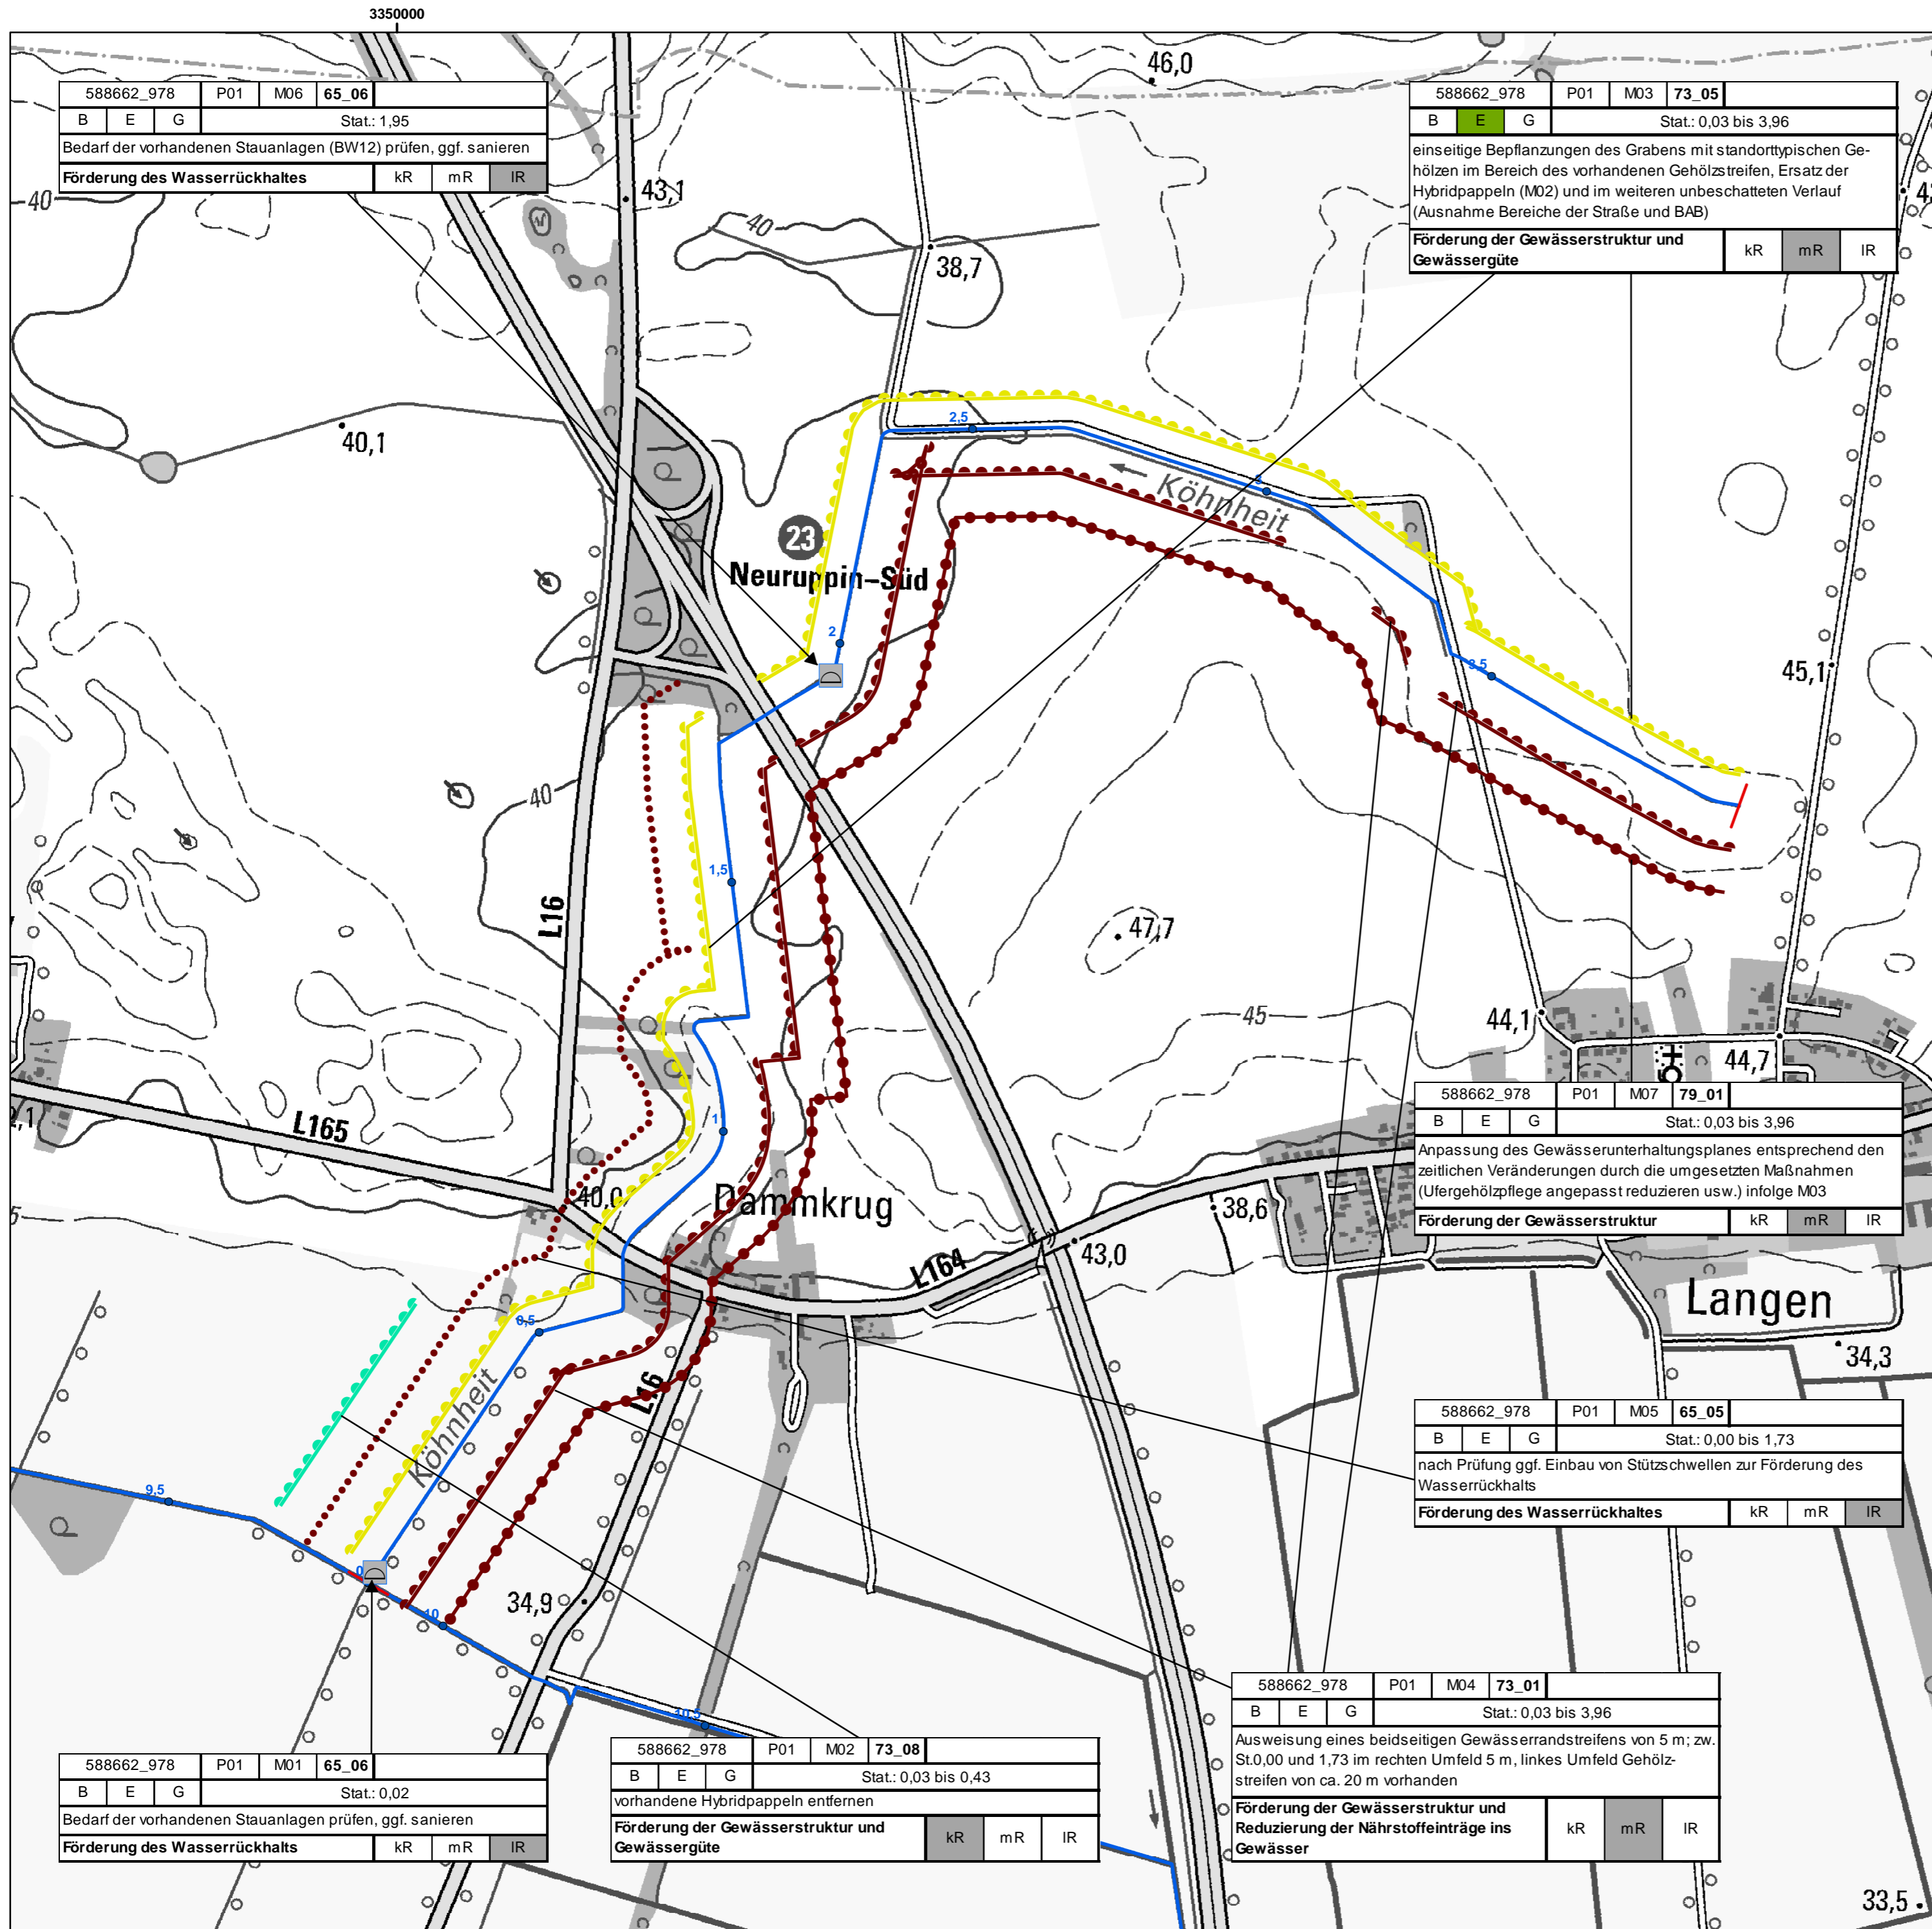 3350000
588662_978 P01 M06 65_06
B E G Stat.: 1,95
Bedarf der vorhandenen Stauanlagen (BW12) prüfen, ggf. sanieren
Förderung des Wasserrückhaltes kR mR lR
588662_978 P01 M03 73_05
B E G Stat.: 0,03 bis 3,96
einseitige Bepflanzungen des Grabens mit standorttypischen Ge-
hölzen im Bereich des vorhandenen Gehölzstreifen, Ersatz der
Hybridpappeln (M02) und im weiteren unbeschatteten Verlauf
(Ausnahme Bereiche der Straße und BAB)
Förderung der Gewässerstruktur und
Gewässergüte kR mR lR
46,0
40
43,1
40
38,7
40,1
2,5
Köhnheit
23
Neuruppin-Süd
2
3,5
45,1
40
1,5
L16
47,7
45
44,1
44,7
1
L165
40,0
Dammkrug
38,6
43,0
L164
588662_978 P01 M07 79_01
B E G Stat.: 0,03 bis 3,96
Anpassung des Gewässerunterhaltungsplanes entsprechend den
zeitlichen Veränderungen durch die umgesetzten Maßnahmen
(Ufergehölzpflege angepasst reduzieren usw.) infolge M03
Förderung der Gewässerstruktur kR mR lR
Langen
34,3
0,5
Köhnheit
L16
588662_978 P01 M05 65_05
B E G Stat.: 0,00 bis 1,73
nach Prüfung ggf. Einbau von Stützschwellen zur Förderung des
Wasserrückhalts
Förderung des Wasserrückhaltes kR mR lR
9,5
0
34,9
10
10,5
588662_978 P01 M04 73_01
B E G Stat.: 0,03 bis 3,96
Ausweisung eines beidseitigen Gewässerrandstreifens von 5 m; zw.
St.0,00 und 1,73 im rechten Umfeld 5 m, linkes Umfeld Gehölz-
streifen von ca. 20 m vorhanden
Förderung der Gewässerstruktur und
Reduzierung der Nährstoffeinträge ins
Gewässer kR mR lR
588662_978 P01 M01 65_06
B E G Stat.: 0,02
Bedarf der vorhandenen Stauanlagen prüfen, ggf. sanieren
Förderung des Wasserrückhalts kR mR lR
588662_978 P01 M02 73_08
B E G Stat.: 0,03 bis 0,43
vorhandene Hybridpappeln entfernen
Förderung der Gewässerstruktur und
Gewässergüte kR mR lR
33,5